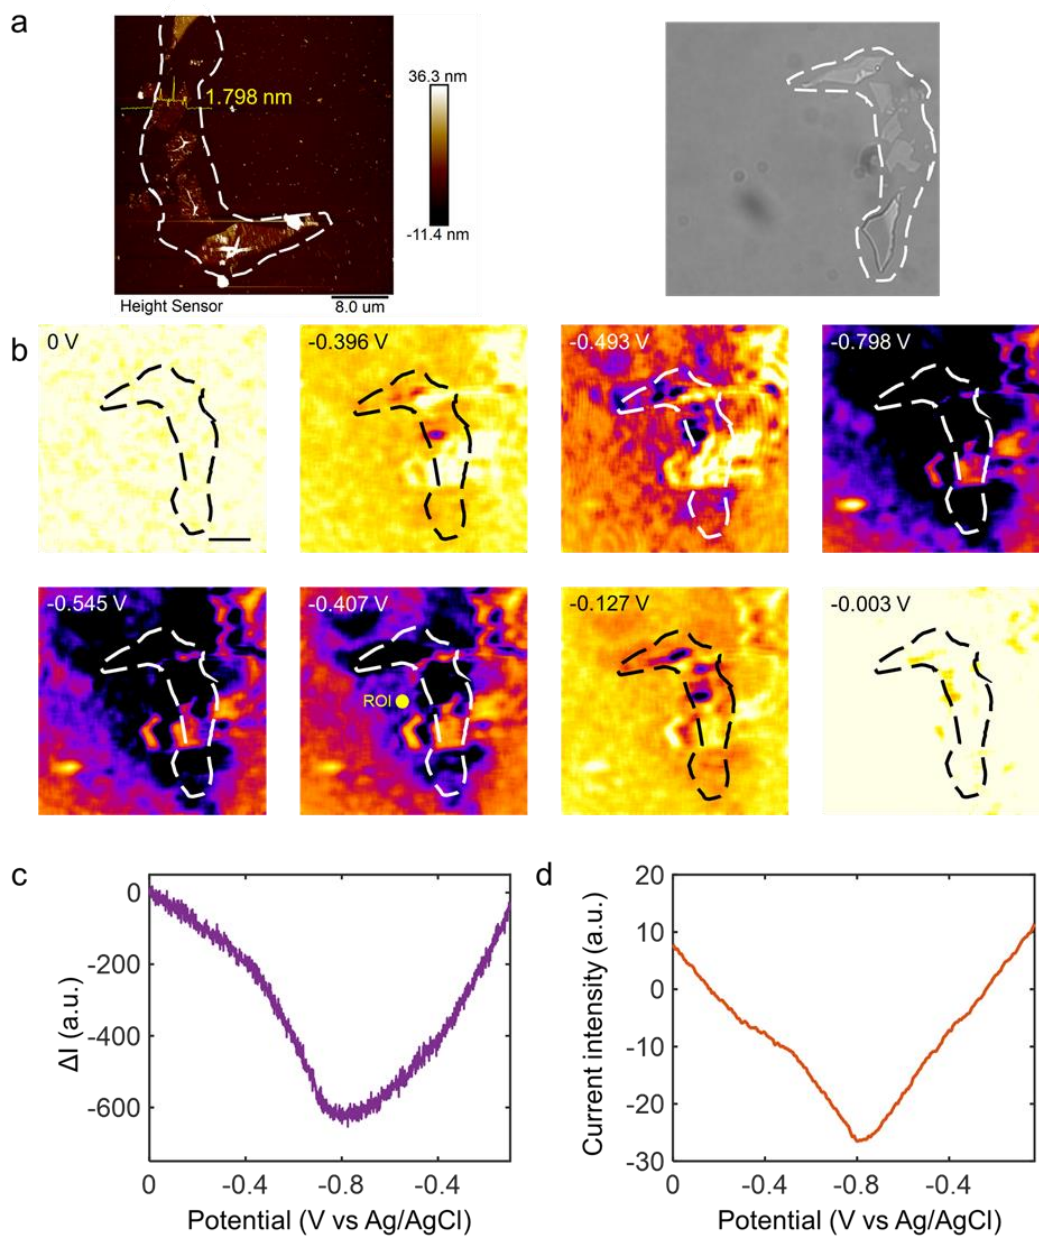 a
1.798 nm
36.3 nm
-11.4 nm
Height Sensor
8.0 um
b
0 V
-0.396 V
-0.493 V
-0.798 V
-0.545 V
-0.407 V
ROI
-0.127 V
-0.003 V
c
0
-200
-400
-600
ΔI (a.u.)
0
-0.4
-0.8
-0.4
Potential (V vs Ag/AgCl)
d
20
10
0
-10
-20
-30
Current intensity (a.u.)
0
-0.4
-0.8
-0.4
Potential (V vs Ag/AgCl)